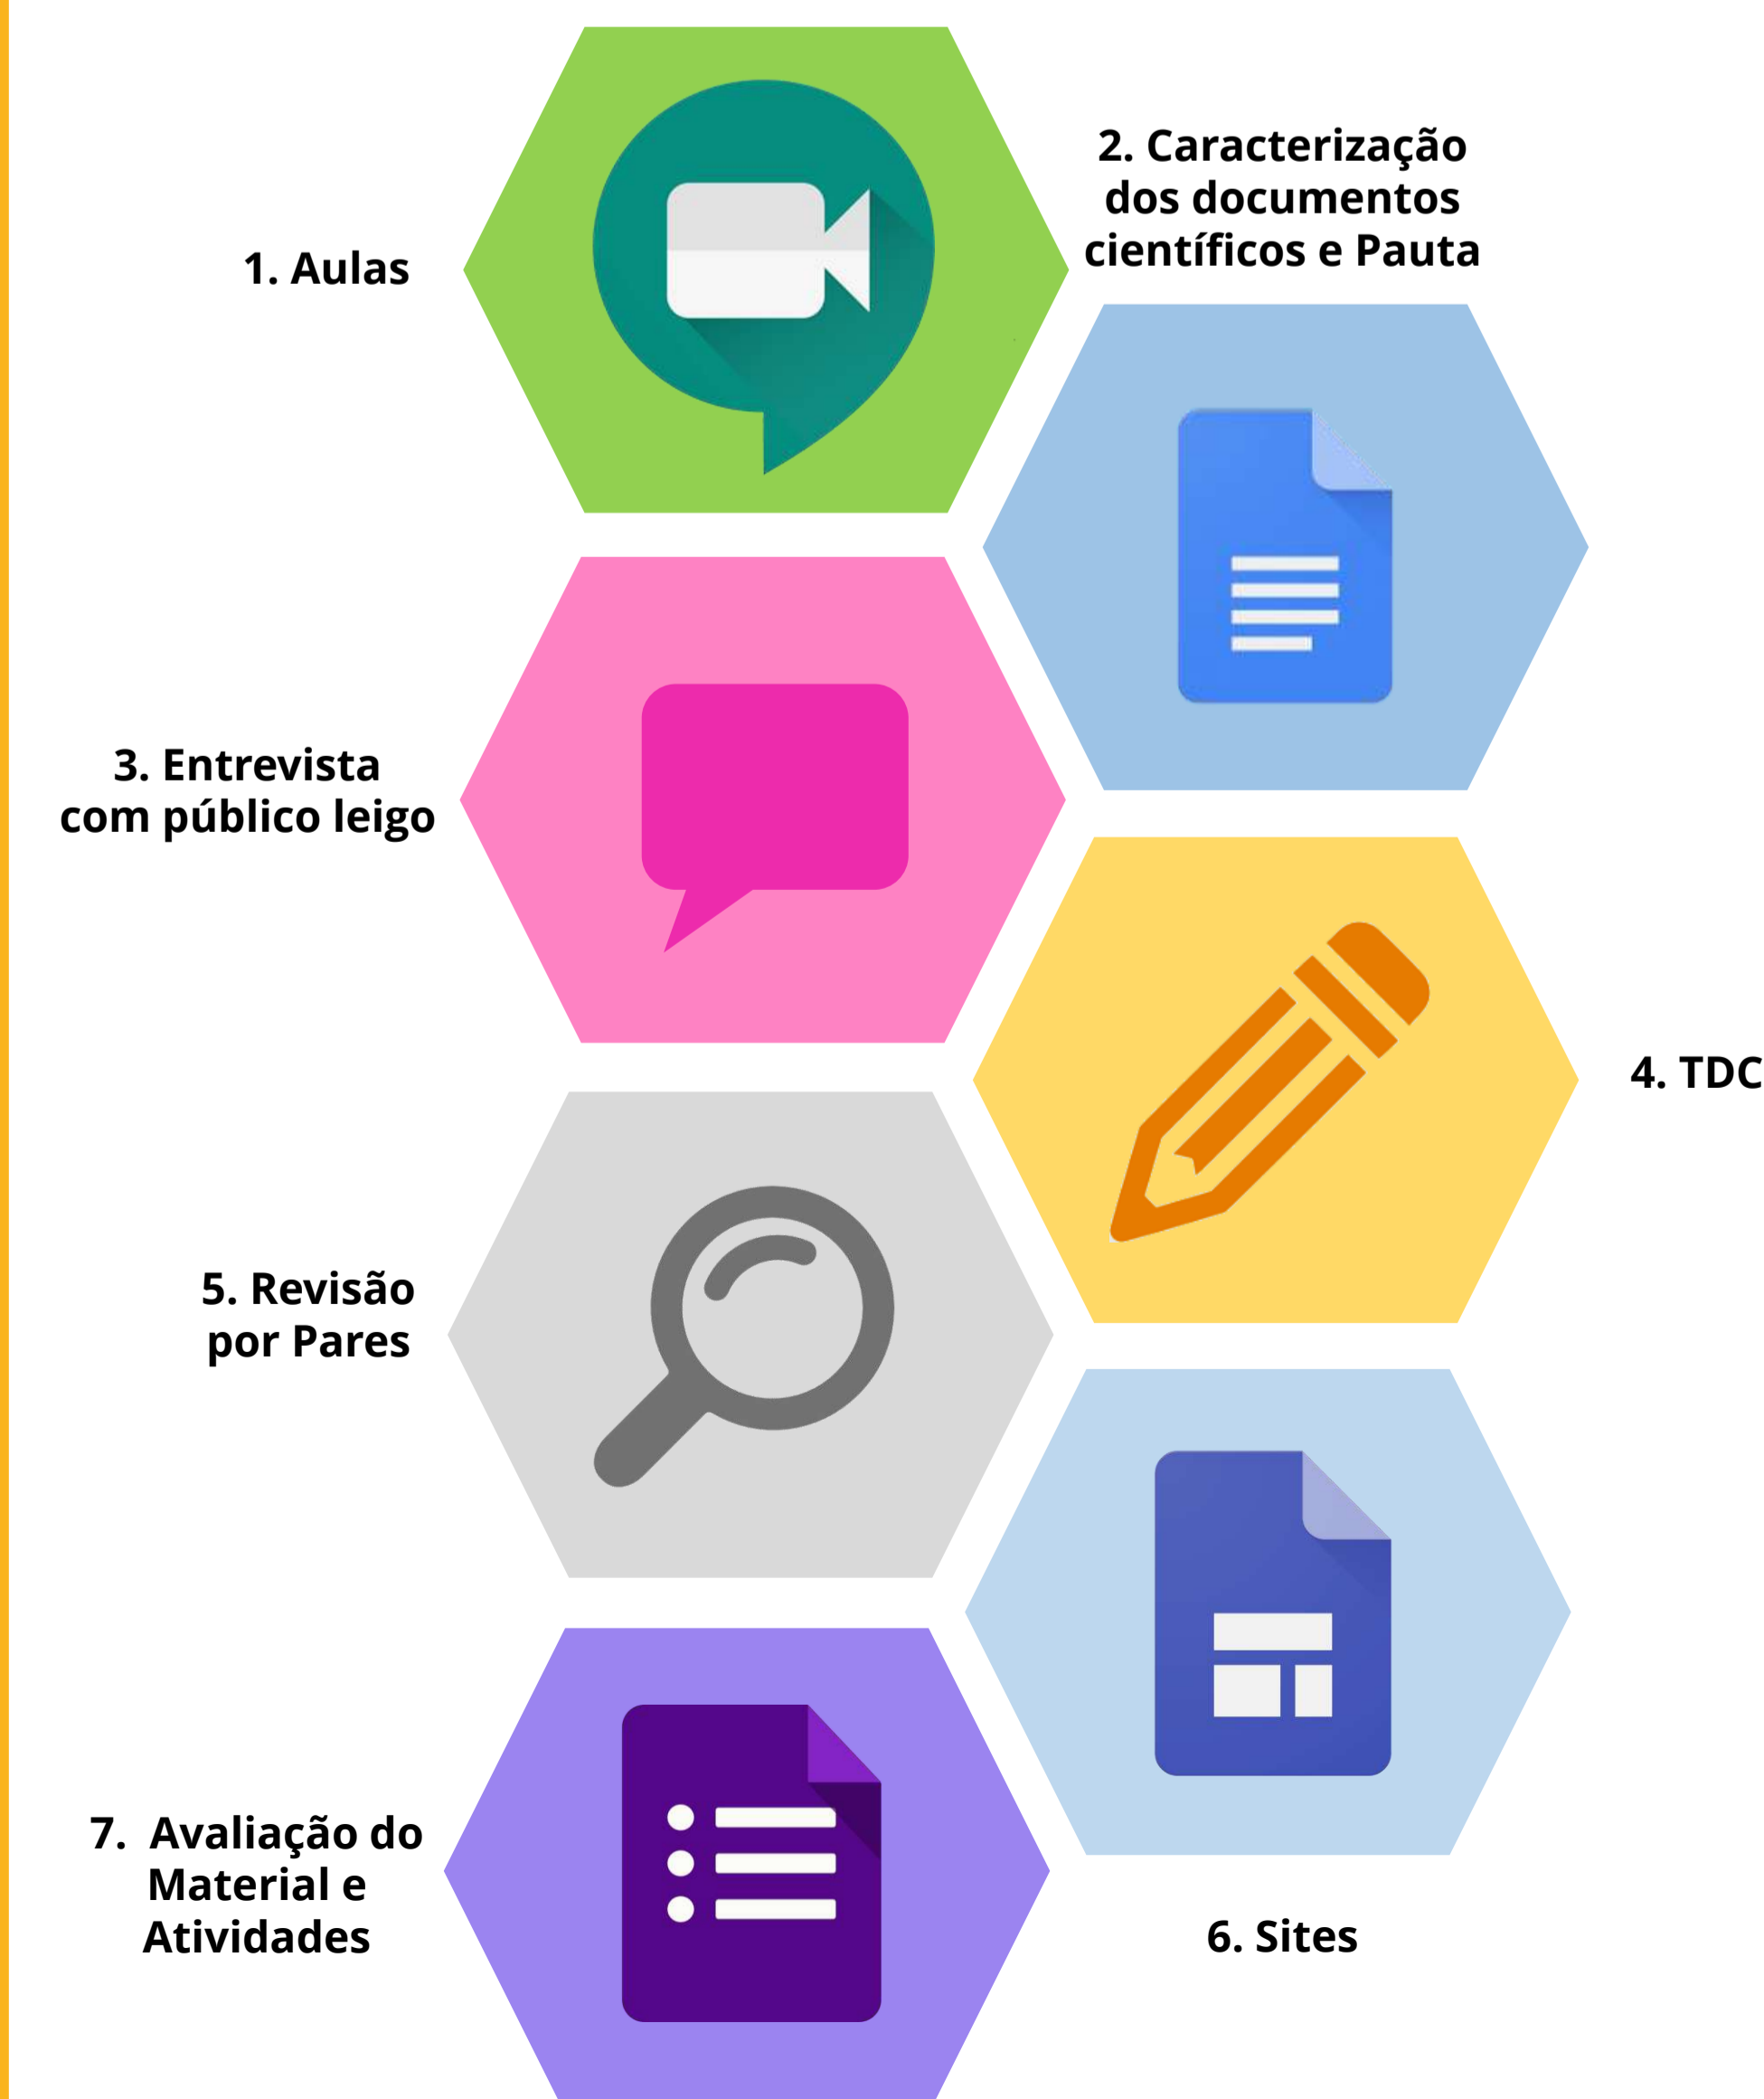 1. Aulas
2. Caracterização
dos documentos
científicos e Pauta
3. Entrevista
com público leigo
4. TDC
5. Revisão
por Pares
6. Sites
7. Avaliação do
Material e
Atividades